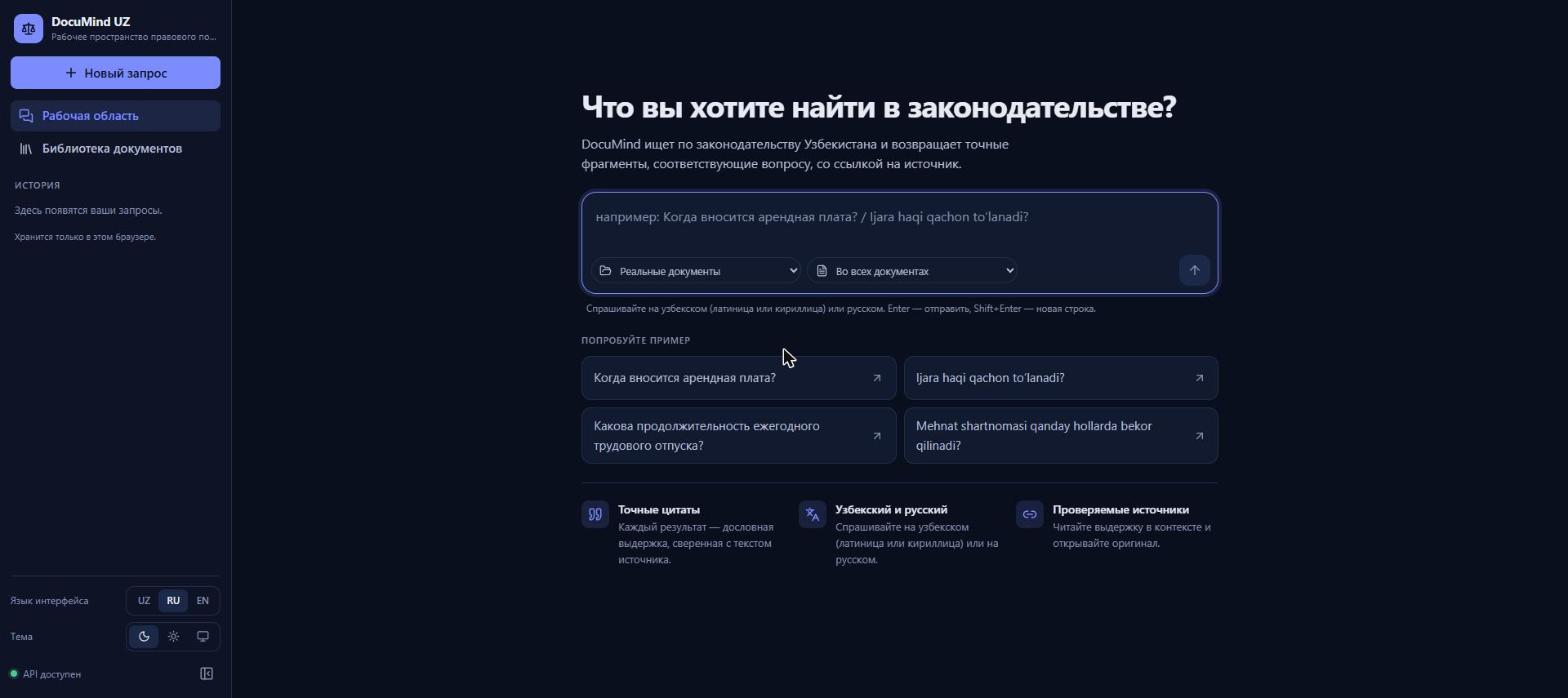 DocuMind UZ
Рабочее пространство правового по...
Новый запрос
Рабочая область
Библиотека документов
ИСТОРИЯ
Здесь появятся ваши запросы.
Хранится только в этом браузере.
Язык интерфейса
UZ RU EN
Тема
API доступен
Что вы хотите найти в законодательстве?
DocuMind ищет по законодательству Узбекистана и возвращает точные
фрагменты, соответствующие вопросу, со ссылкой на источник.
например: Когда вносится арендная плата? / Ijara haqi qachon to'lanadi?
Реальные документы
Во всех документах
Спрашивайте на узбекском (латиница или кириллица) или русском. Enter — отправить, Shift+Enter — новая строка.
ПОПРОБУЙТЕ ПРИМЕР
Когда вносится арендная плата?
Ijara haqi qachon to'lanadi?
Какова продолжительность ежегодного
трудового отпуска?
Mehnat shartnomasi qanday hollarda bekor
qilinadi?
Точные цитаты
Каждый результат — дословная
выдержка, сверенная с текстом
источника.
Узбекский и русский
Спрашивайте на узбекском
(латиница или кириллица) или на
русском.
Проверяемые источники
Читайте выдержку в контексте и
открывайте оригинал.